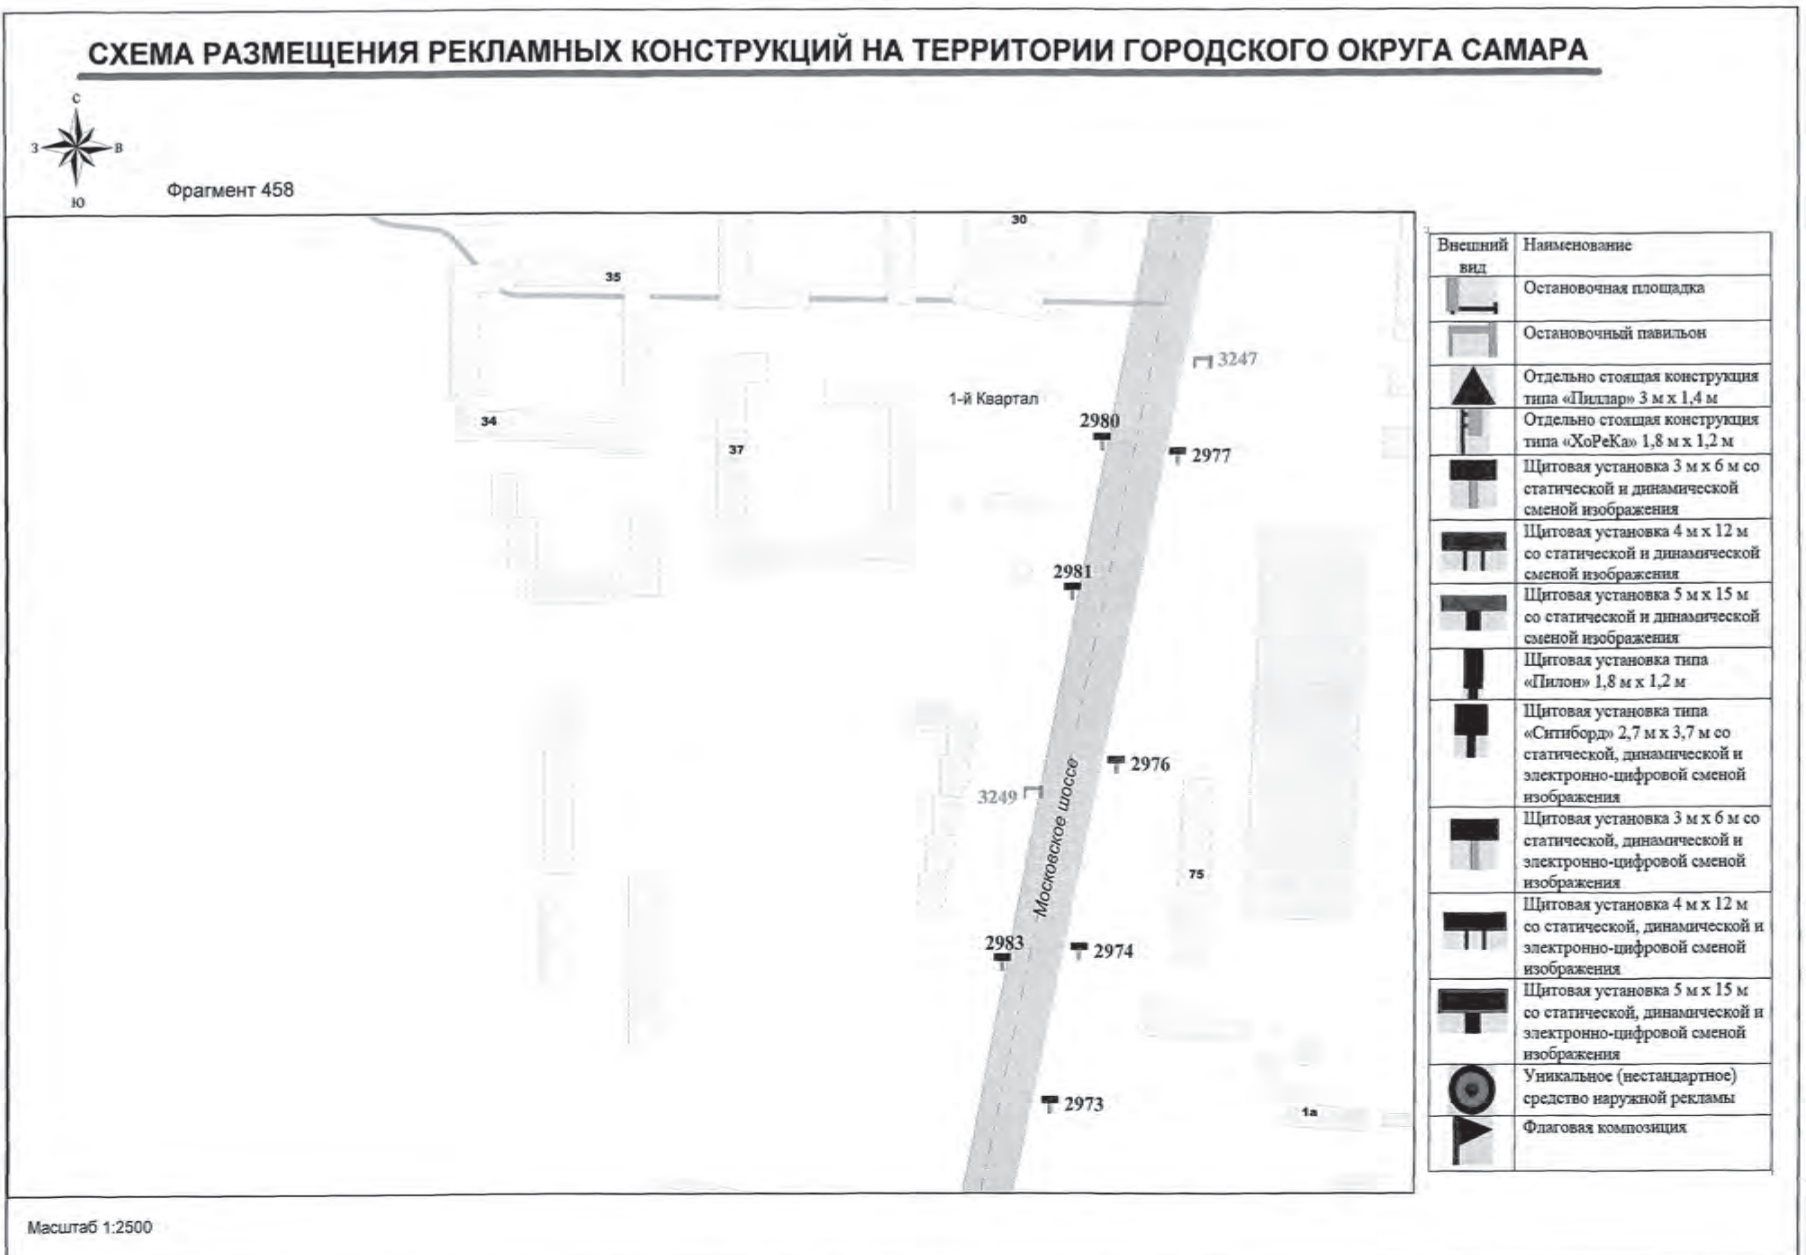 СХЕМА РАЗМЕЩЕНИЯ РЕКЛАМНЫХ КОНСТРУКЦИЙ НА ТЕРРИТОРИИ ГОРОДСКОГО ОКРУГА САМАРА
С
З
В
Ю
Фрагмент 458
30
35
3247
1-й Квартал
34
2980
37
2977
2981
2976
3249
Московское шоссе
75
2983
2974
2973
1а
Внешний вид
Наименование
Остановочная площадка
Остановочный павильон
Отдельно стоящая конструкция
типа «Пиллар» 3 м х 1,4 м
Отдельно стоящая конструкция
типа «ХоРеКа» 1,8 м х 1,2 м
Щитовая установка 3 м х 6 м со
статической и динамической
сменой изображения
Щитовая установка 4 м х 12 м
со статической и динамической
сменой изображения
Щитовая установка 5 м х 15 м
со статической и динамической
сменой изображения
Щитовая установка типа
«Пилон» 1,8 м х 1,2 м
Щитовая установка типа
«Ситиборд» 2,7 м х 3,7 м со
статической, динамической и
электронно-цифровой сменой
изображения
Щитовая установка 3 м х 6 м со
статической, динамической и
электронно-цифровой сменой
изображения
Щитовая установка 4 м х 12 м
со статической, динамической и
электронно-цифровой сменой
изображения
Щитовая установка 5 м х 15 м
со статической, динамической и
электронно-цифровой сменой
изображения
Уникальное (нестандартное)
средство наружной рекламы
Флаговая композиция
Масштаб 1:2500